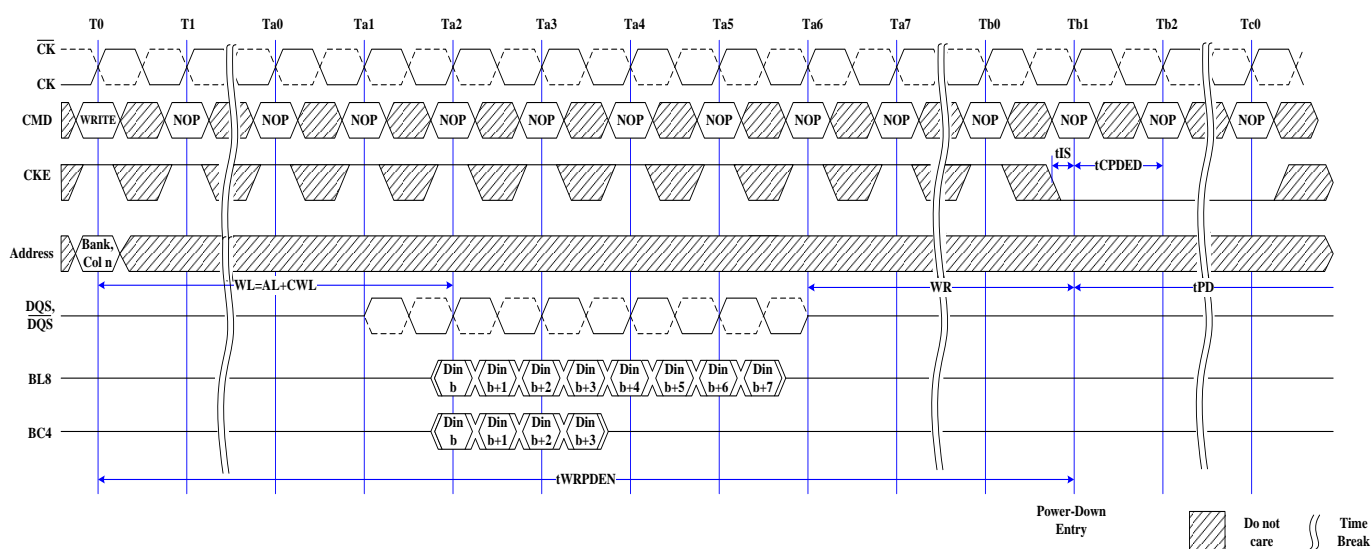 T0 T1 Ta0 Ta1 Ta2 Ta3 Ta4 Ta5 Ta6 Ta7 Tb0 Tb1 Tb2 Tc0
CK
CK
CMD WRITE NOP NOP NOP NOP NOP NOP NOP NOP NOP NOP NOP NOP NOP
tIS tCPDED
CKE
Address Bank, Col n
WL=AL+CWL WR tPD
DQS,
DQS
BL8 Din b Din b+1 Din b+2 Din b+3 Din b+4 Din b+5 Din b+6 Din b+7
BC4 Din b Din b+1 Din b+2 Din b+3
tWRPDEN
Power-Down
Entry
Do not
care
Time
Break